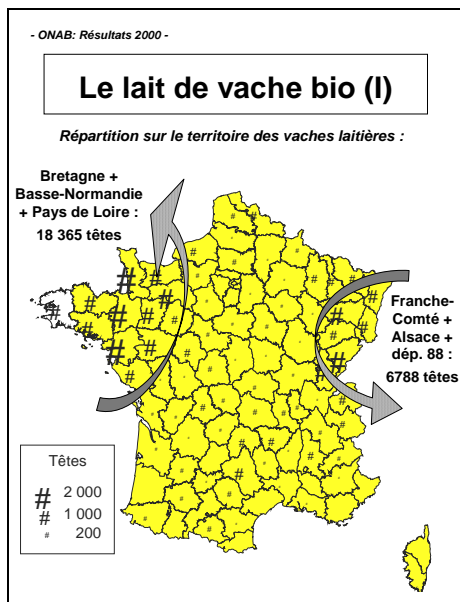 - ONAB: Résultats 2000 -
Le lait de vache bio (I)
Répartition sur le territoire des vaches laitières :
Bretagne +
Basse-Normandie
+ Pays de Loire :
18 365 têtes
Franche-
Comté +
Alsace +
dép. 88 :
6788 têtes
Têtes
# 2 000
# 1 000
# 200